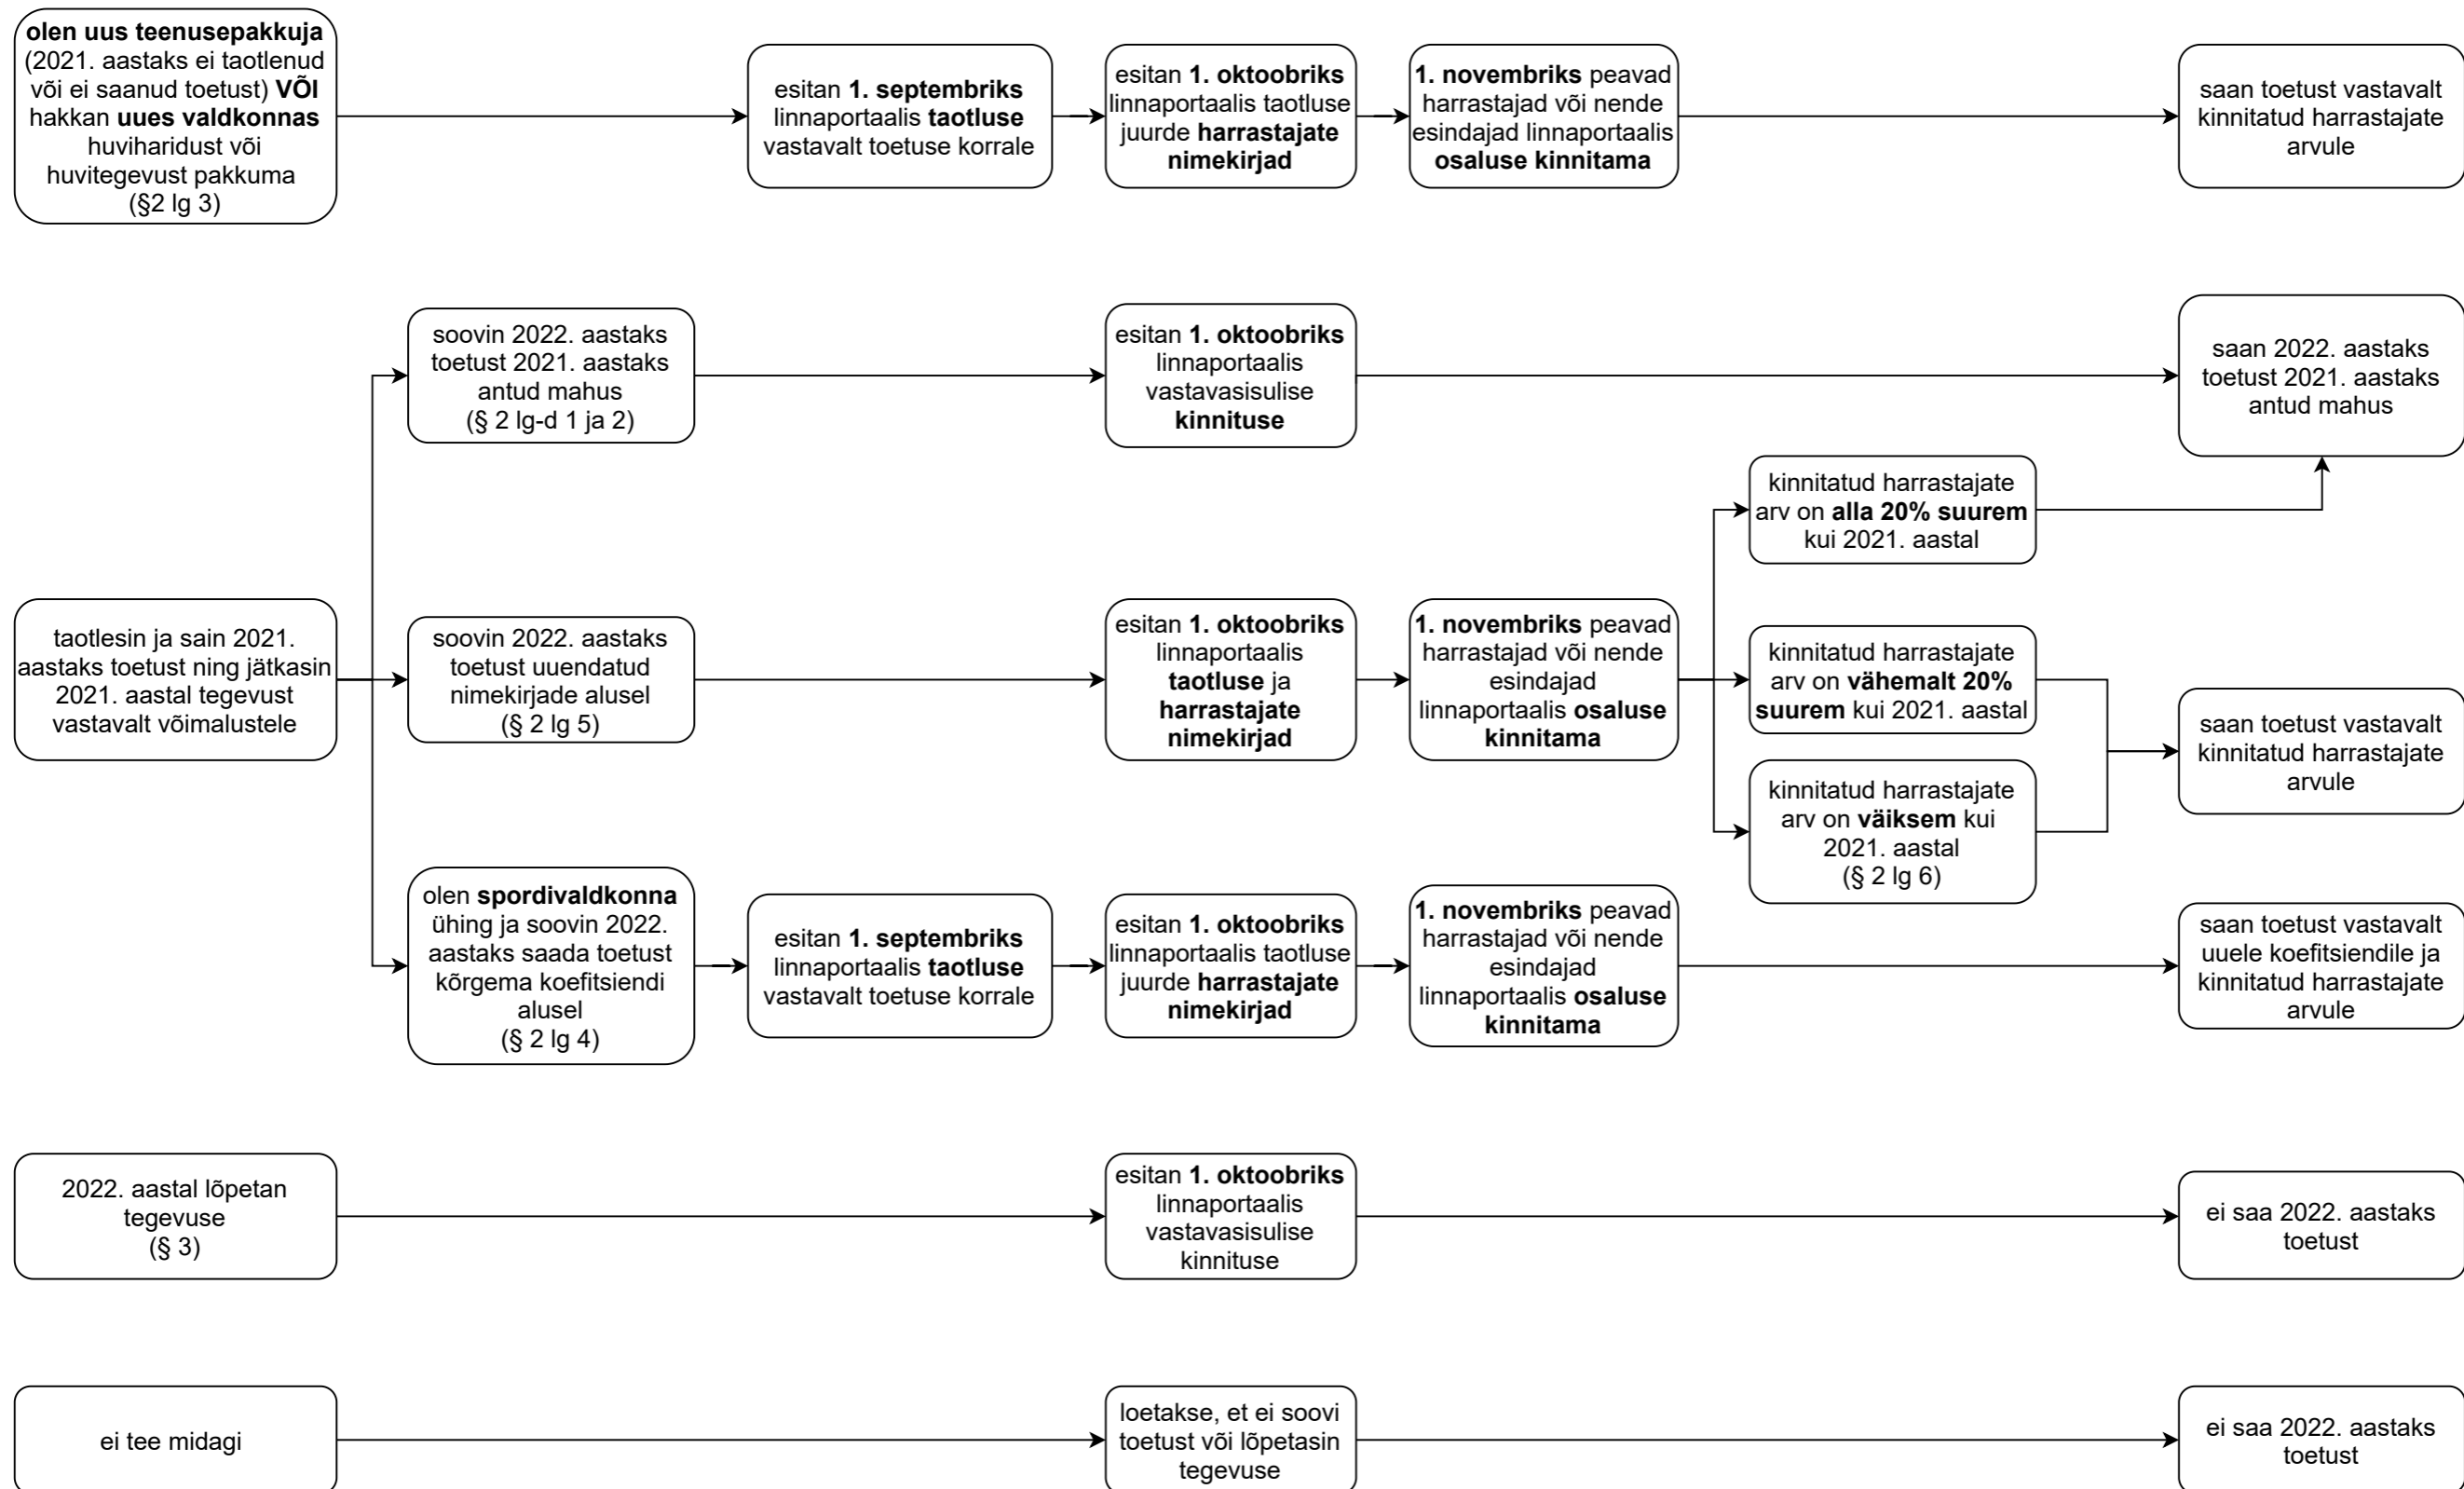 olen uus teenusepakkuja
(2021. aastaks ei taotlenud
või ei saanud toetust) VÕI
hakkan uues valdkonnas
huviharidust või
huvitegevust pakkuma
(§2 lg 3)
esitan 1. septembriks
linnaportaalis taotluse
vastavalt toetuse korrale
esitan 1. oktoobriks
linnaportaalis taotluse
juurde harrastajate
nimekirjad
1. novembriks peavad
harrastajad või nende
esindajad linnaportaalis
osaluse kinnitama
saan toetust vastavalt
kinnitatud harrastajate
arvule
taotlesin ja sain 2021.
aastaks toetust ning jätkasin
2021. aastal tegevust
vastavalt võimalustele
soovin 2022. aastaks
toetust 2021. aastaks
antud mahus
(§ 2 lg-d 1 ja 2)
esitan 1. oktoobriks
linnaportaalis
vastavasisulise
kinnituse
saan 2022. aastaks
toetust 2021. aastaks
antud mahus
soovin 2022. aastaks
toetust uuendatud
nimekirjade alusel
(§ 2 lg 5)
esitan 1. oktoobriks
linnaportaalis
taotluse ja
harrastajate
nimekirjad
1. novembriks peavad
harrastajad või nende
esindajad
linnaportaalis osaluse
kinnitama
kinnitatud harrastajate
arv on alla 20% suurem
kui 2021. aastal
kinnitatud harrastajate
arv on vähemalt 20%
suurem kui 2021. aastal
kinnitatud harrastajate
arv on väiksem kui
2021. aastal
(§ 2 lg 6)
saan toetust vastavalt
kinnitatud harrastajate
arvule
olen spordivaldkonna
ühing ja soovin 2022.
aastaks saada toetust
kõrgema koefitsiendi
alusel
(§ 2 lg 4)
esitan 1. septembriks
linnaportaalis taotluse
vastavalt toetuse korrale
esitan 1. oktoobriks
linnaportaalis taotluse
juurde harrastajate
nimekirjad
1. novembriks peavad
harrastajad või nende
esindajad
linnaportaalis osaluse
kinnitama
saan toetust vastavalt
uuele koefitsiendile ja
kinnitatud harrastajate
arvule
2022. aastal lõpetan
tegevuse
(§ 3)
esitan 1. oktoobriks
linnaportaalis
vastavasisulise
kinnituse
ei saa 2022. aastaks
toetust
ei tee midagi
loetakse, et ei soovi
toetust või lõpetasin
tegevuse
ei saa 2022. aastaks
toetust